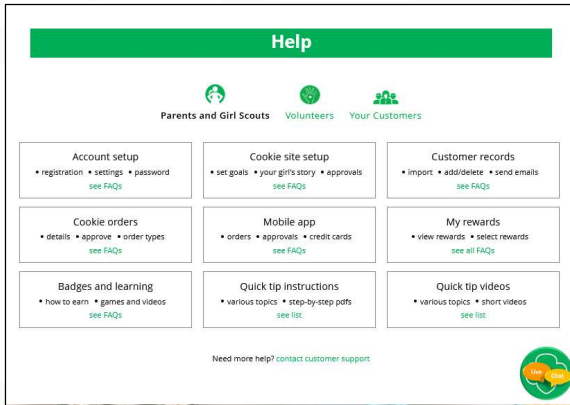 Help
Parents and Girl Scouts Volunteers Your Customers
Account setup
• registration • settings • password
see FAQs
Cookie site setup
• set goals • your girl's story • approvals
see FAQs
Customer records
• import • add/delete • send emails
see FAQs
Cookie orders
• details • approve • order types
see FAQs
Mobile app
• orders • approvals • credit cards
see FAQs
My rewards
• view rewards • select rewards
see all FAQs
Badges and learning
• how to earn • games and videos
see FAQs
Quick tip instructions
• various topics • step-by-step pdfs
see list
Quick tip videos
• various topics • short videos
see list
Need more help? contact customer support
Live Chat